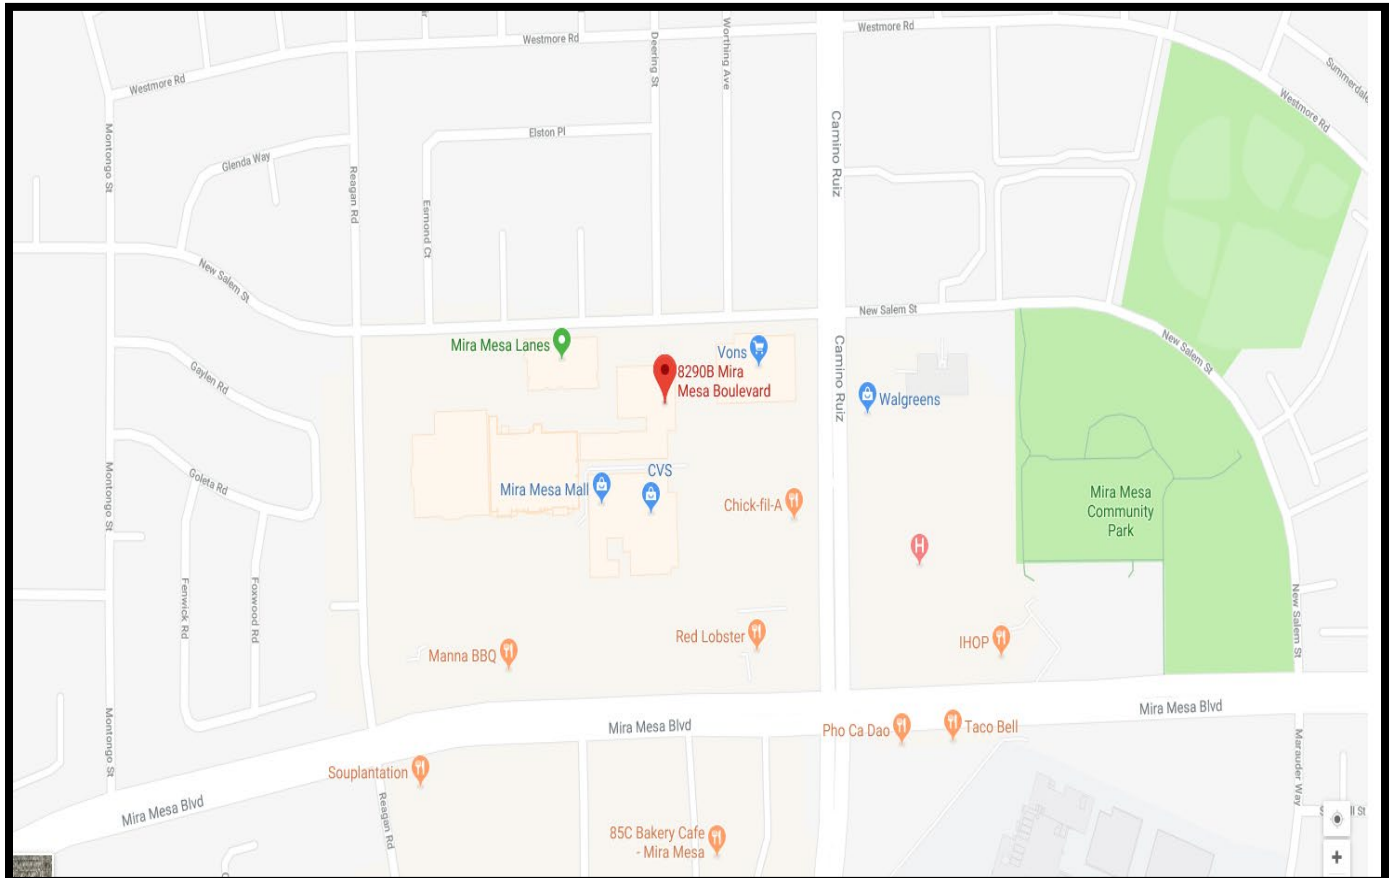 Westmore Rd
Westmore Rd
Westmore Rd
Deering St
Worthing Ave
Summerdale
Westmore Rd
Elston Pl
Glenda Way
Montongo St
Reagan Rd
Esmond Ct
Camino Ruiz
New Salem St
New Salem St
New Salem St
Mira Mesa Lanes
Vons
8290B Mira
Mesa Boulevard
Camino Ruiz
Walgreens
Gaylen Rd
Goleta Rd
Montongo St
CVS
Mira Mesa Mall
Chick-fil-A
Mira Mesa
Community
Park
H
Fenwick Rd
Foxwood Rd
New Salem St
Red Lobster
IHOP
Manna BBQ
Mira Mesa Blvd
Mira Mesa Blvd
Pho Ca Dao
Taco Bell
Montongo St
Souplantation
Marauder Way
Mira Mesa Blvd
Reagan Rd
85C Bakery Cafe
- Mira Mesa
+